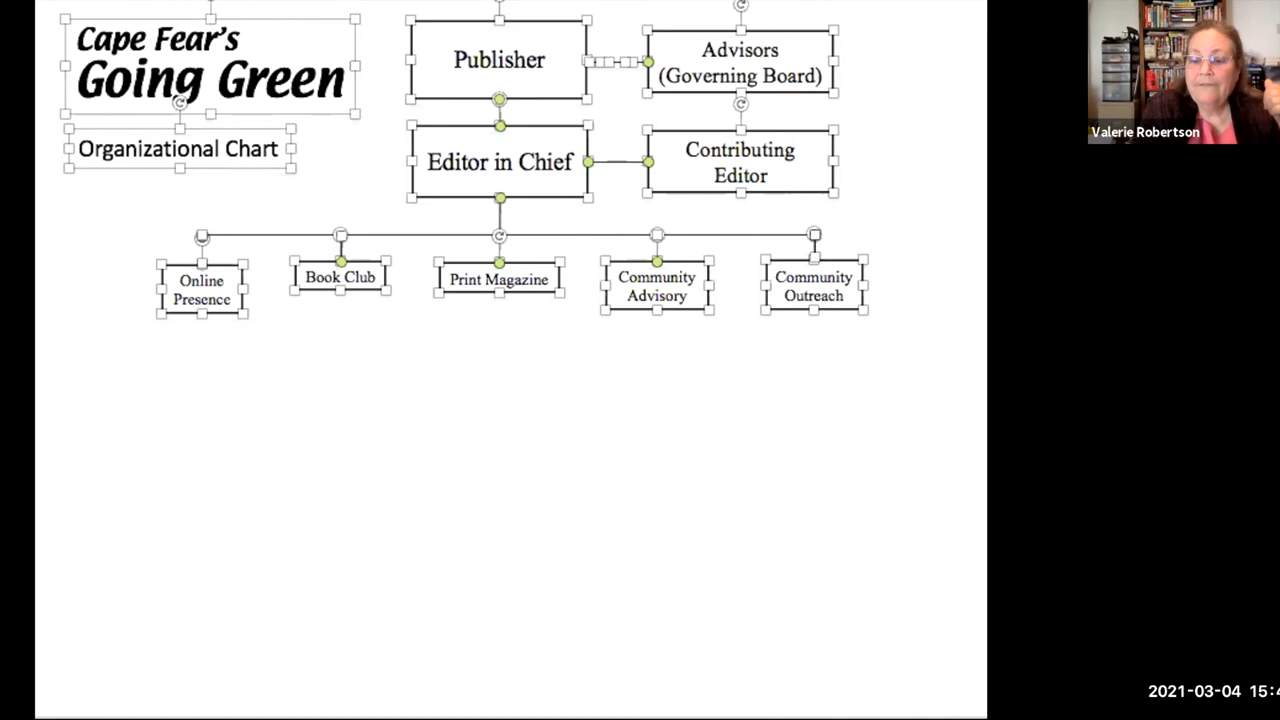 Cape Fear's
Going Green
Organizational Chart
Publisher
Advisors
(Governing Board)
Editor in Chief
Contributing
Editor
Online
Presence
Book Club
Print Magazine
Community
Advisory
Community
Outreach
Valerie Robertson
2021-03-04 15:4